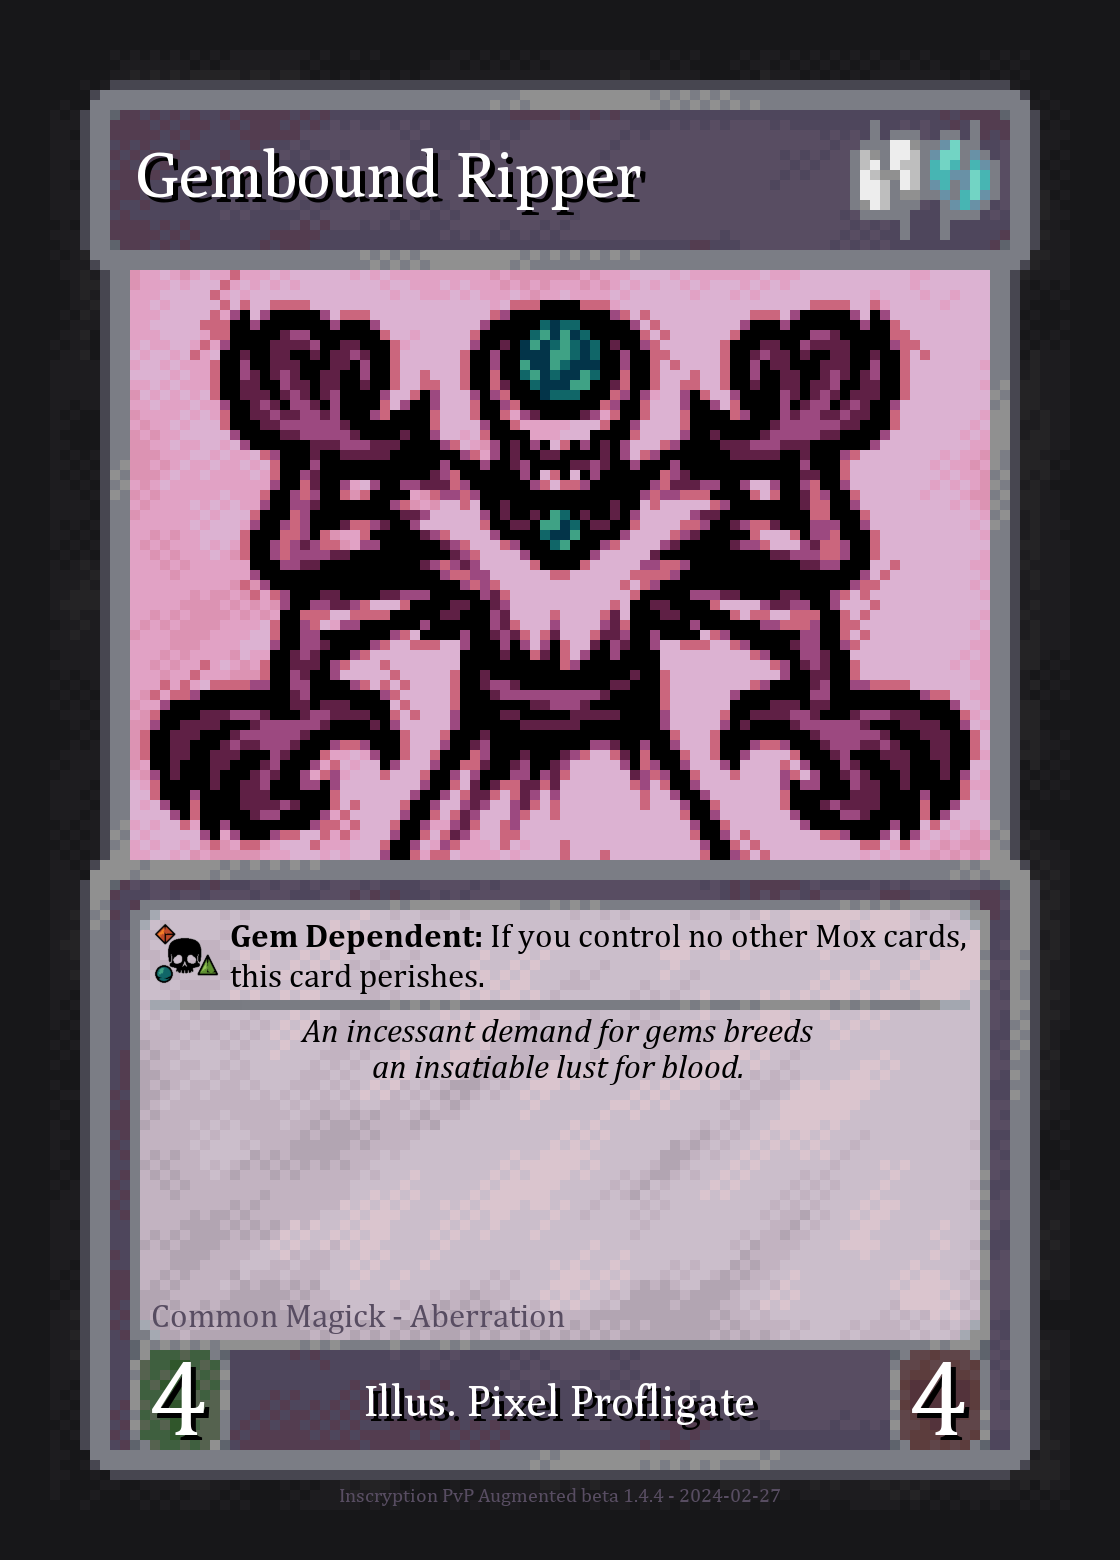 Gembound Ripper
Gem Dependent: If you control no other Mox cards,
this card perishes.
An incessant demand for gems breeds
an insatiable lust for blood.
Common Magick - Aberration
4
Illus. Pixel Profligate
4
Inscryption PvP Augmented beta 1.4.4 - 2024-02-27